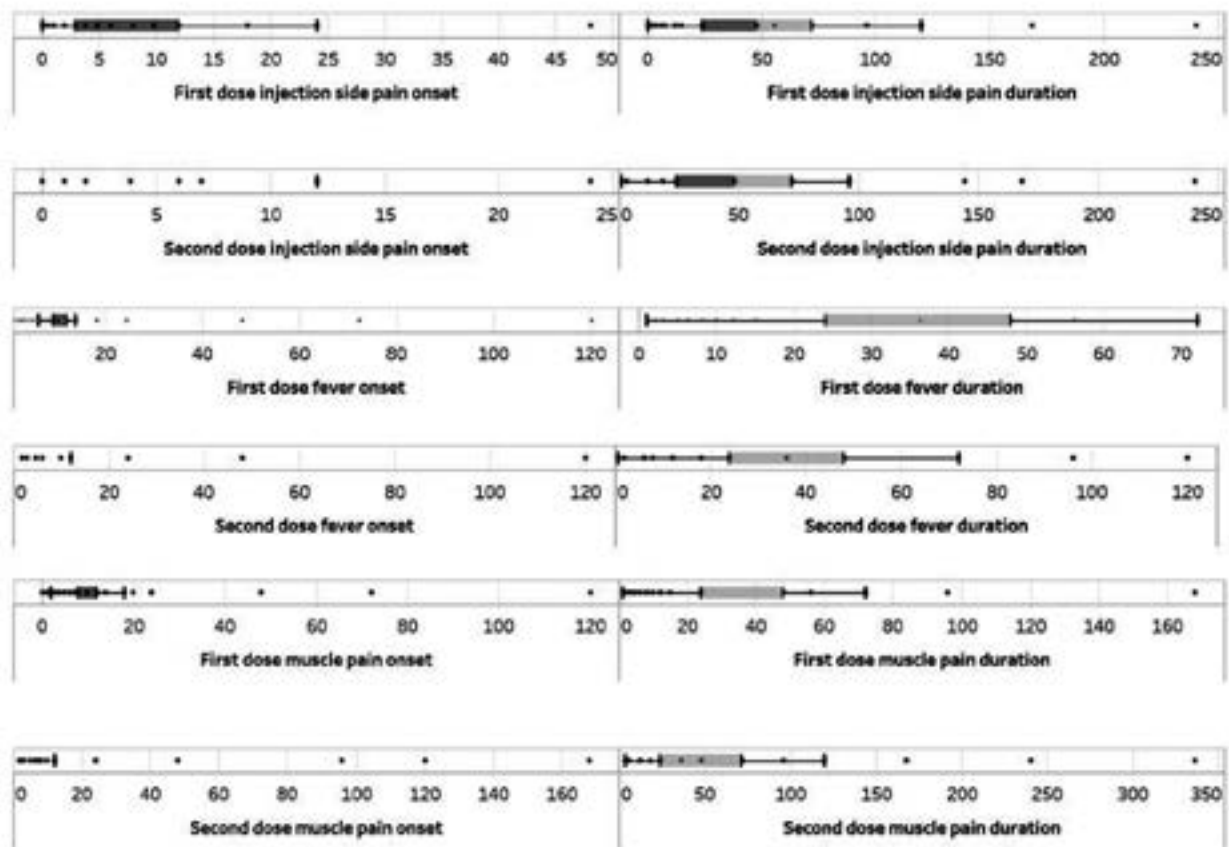 0 5 10 15 20 25 30 35 40 45 50
First dose injection side pain onset
0 50 100 150 200 250
First dose injection side pain duration
0 5 10 15 20 25
Second dose injection side pain onset
0 50 100 150 200 250
Second dose injection side pain duration
20 40 60 80 100 120
First dose fever onset
0 10 20 30 40 50 60 70
First dose fever duration
0 20 40 60 80 100 120
Second dose fever onset
0 20 40 60 80 100 120
Second dose fever duration
0 20 40 60 80 100 120
First dose muscle pain onset
0 20 40 60 80 100 120 140 160
First dose muscle pain duration
0 20 40 60 80 100 120 140 160
Second dose muscle pain onset
0 50 100 150 200 250 300 350
Second dose muscle pain duration